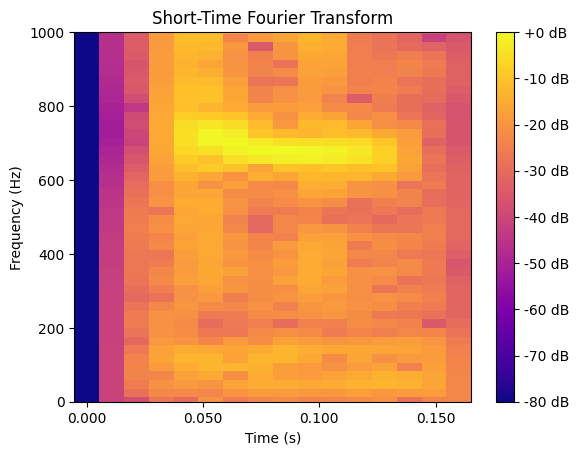 Short-Time Fourier Transform
1000
800
600
400
200
0
Frequency (Hz)
0.000
0.050
0.100
0.150
Time (s)
+0 dB
-10 dB
-20 dB
-30 dB
-40 dB
-50 dB
-60 dB
-70 dB
-80 dB